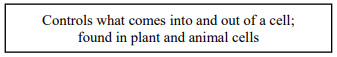 Controls what comes into and out of a cell;
found in plant and animal cells